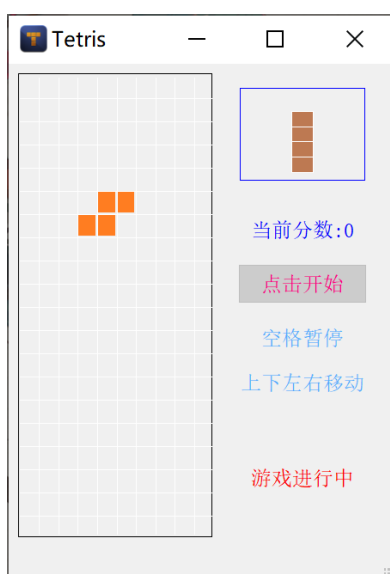 Tetris
当前分数:0
点击开始
空格暂停
上下左右移动
游戏进行中